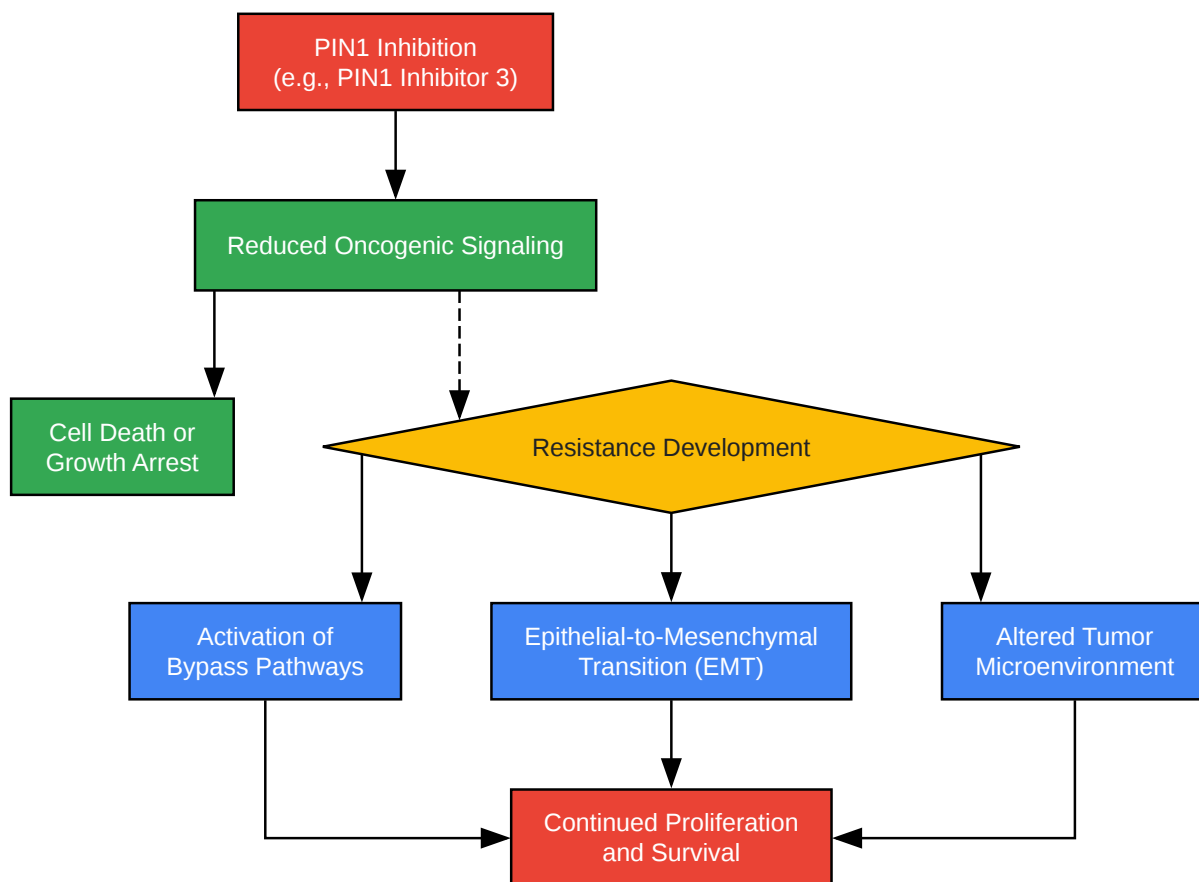 PIN1 Inhibition
(e.g., PIN1 Inhibitor 3)
Reduced Oncogenic Signaling
Cell Death or
Growth Arrest
Resistance Development
Activation of
Bypass Pathways
Epithelial-to-Mesenchymal
Transition (EMT)
Altered Tumor
Microenvironment
Continued Proliferation
and Survival